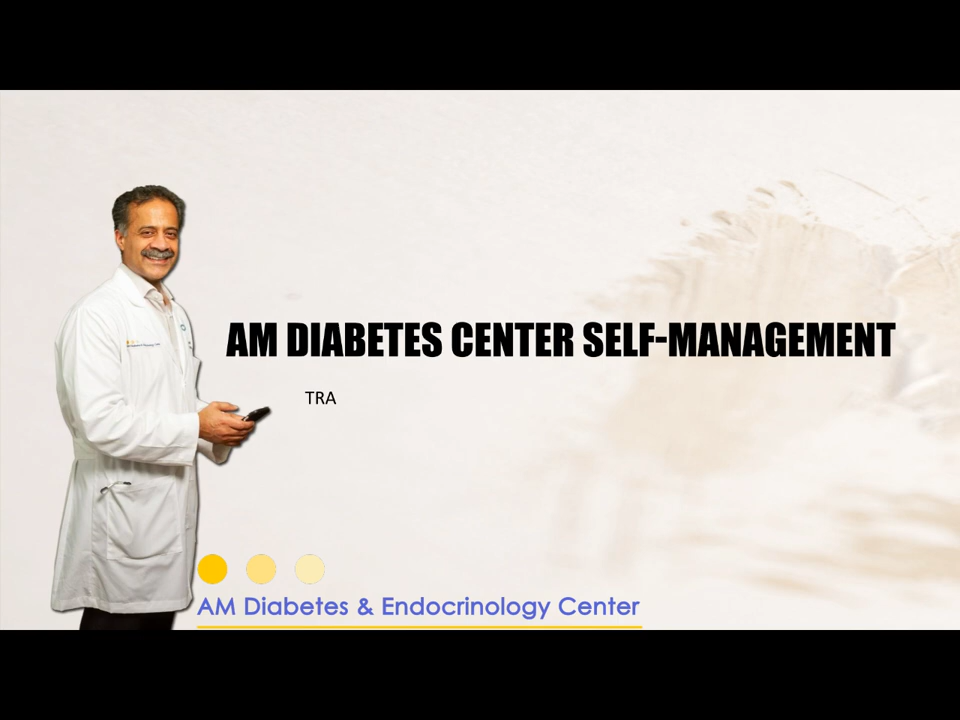 AM DIABETES CENTER SELF-MANAGEMENT
TRA
AM Diabetes & Endocrinology Center